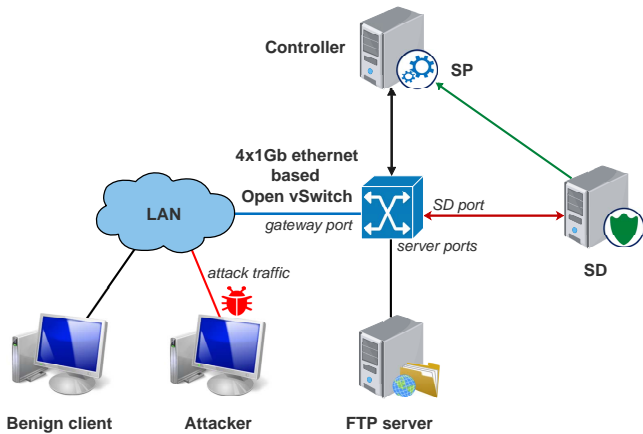 Controller
SP
4x1Gb ethernet
based
Open vSwitch
LAN
gateway port
SD port
server ports
SD
attack traffic
Benign client
Attacker
FTP server